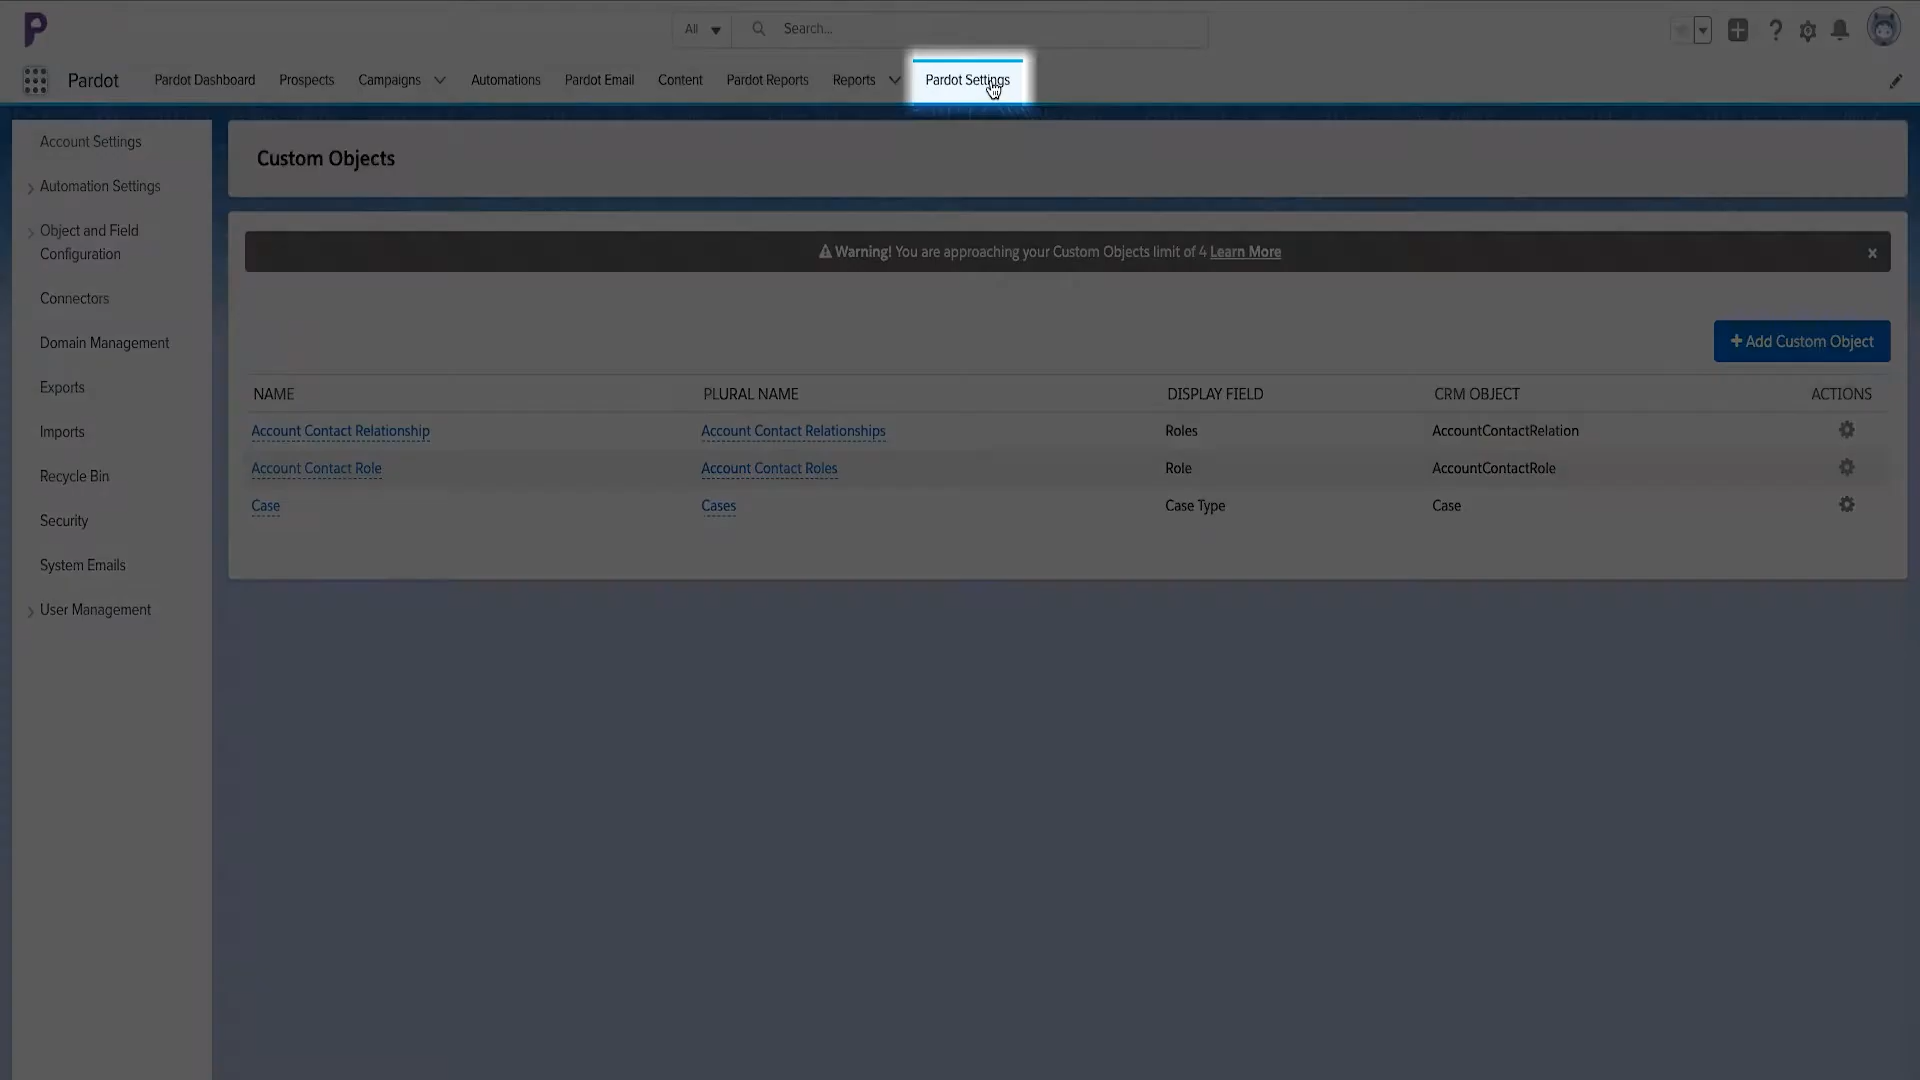 All
Search...
Pardot
Pardot Dashboard
Prospects
Campaigns
Automations
Pardot Email
Content
Pardot Reports
Reports
Pardot Settings
Account Settings
Automation Settings
Object and Field
Configuration
Connectors
Domain Management
Exports
Imports
Recycle Bin
Security
System Emails
User Management
Custom Objects
Warning! You are approaching your Custom Objects limit of 4 Learn More
+ Add Custom Object
NAME PLURAL NAME DISPLAY FIELD CRM OBJECT ACTIONS
Account Contact Relationship Account Contact Relationships Roles AccountContactRelation
Account Contact Role Account Contact Roles Role AccountContactRole
Case Cases Case Type Case